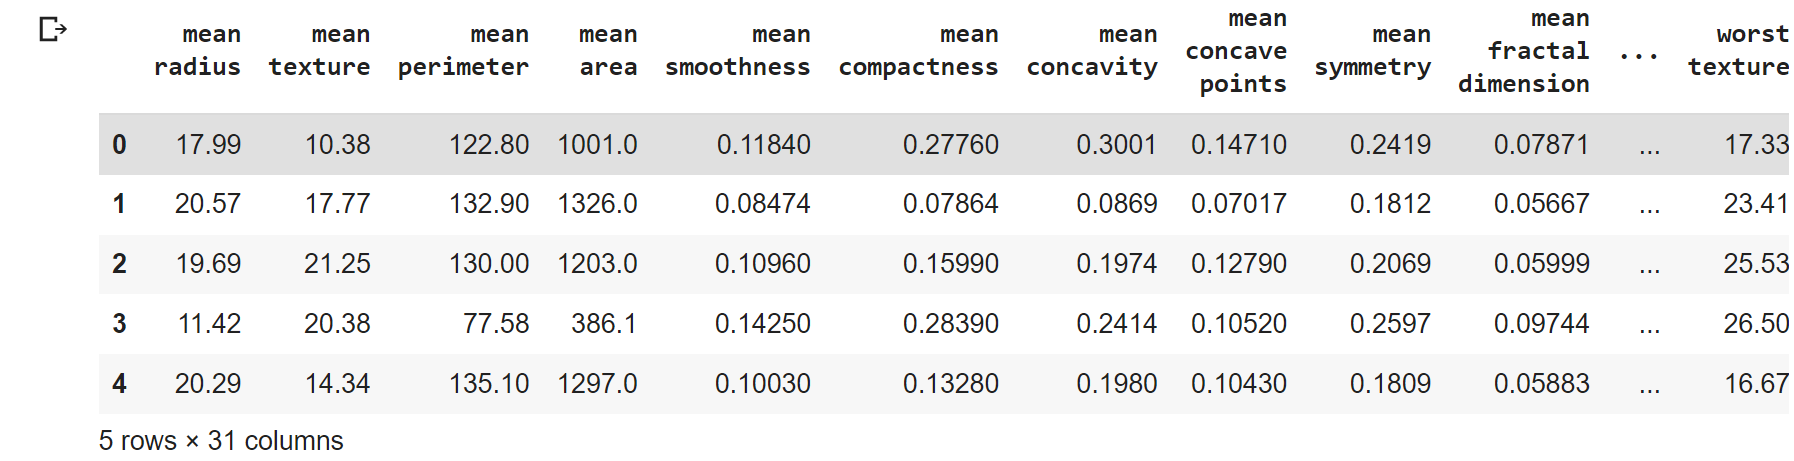 mean radius mean texture mean perimeter mean area mean smoothness mean compactness mean concavity mean concave points mean symmetry mean fractal dimension ... worst texture
0 17.99 10.38 122.80 1001.0 0.11840 0.27760 0.3001 0.14710 0.2419 0.07871 ... 17.33
1 20.57 17.77 132.90 1326.0 0.08474 0.07864 0.0869 0.07017 0.1812 0.05667 ... 23.41
2 19.69 21.25 130.00 1203.0 0.10960 0.15990 0.1974 0.12790 0.2069 0.05999 ... 25.53
3 11.42 20.38 77.58 386.1 0.14250 0.28390 0.2414 0.10520 0.2597 0.09744 ... 26.50
4 20.29 14.34 135.10 1297.0 0.10030 0.13280 0.1980 0.10430 0.1809 0.05883 ... 16.67
5 rows × 31 columns